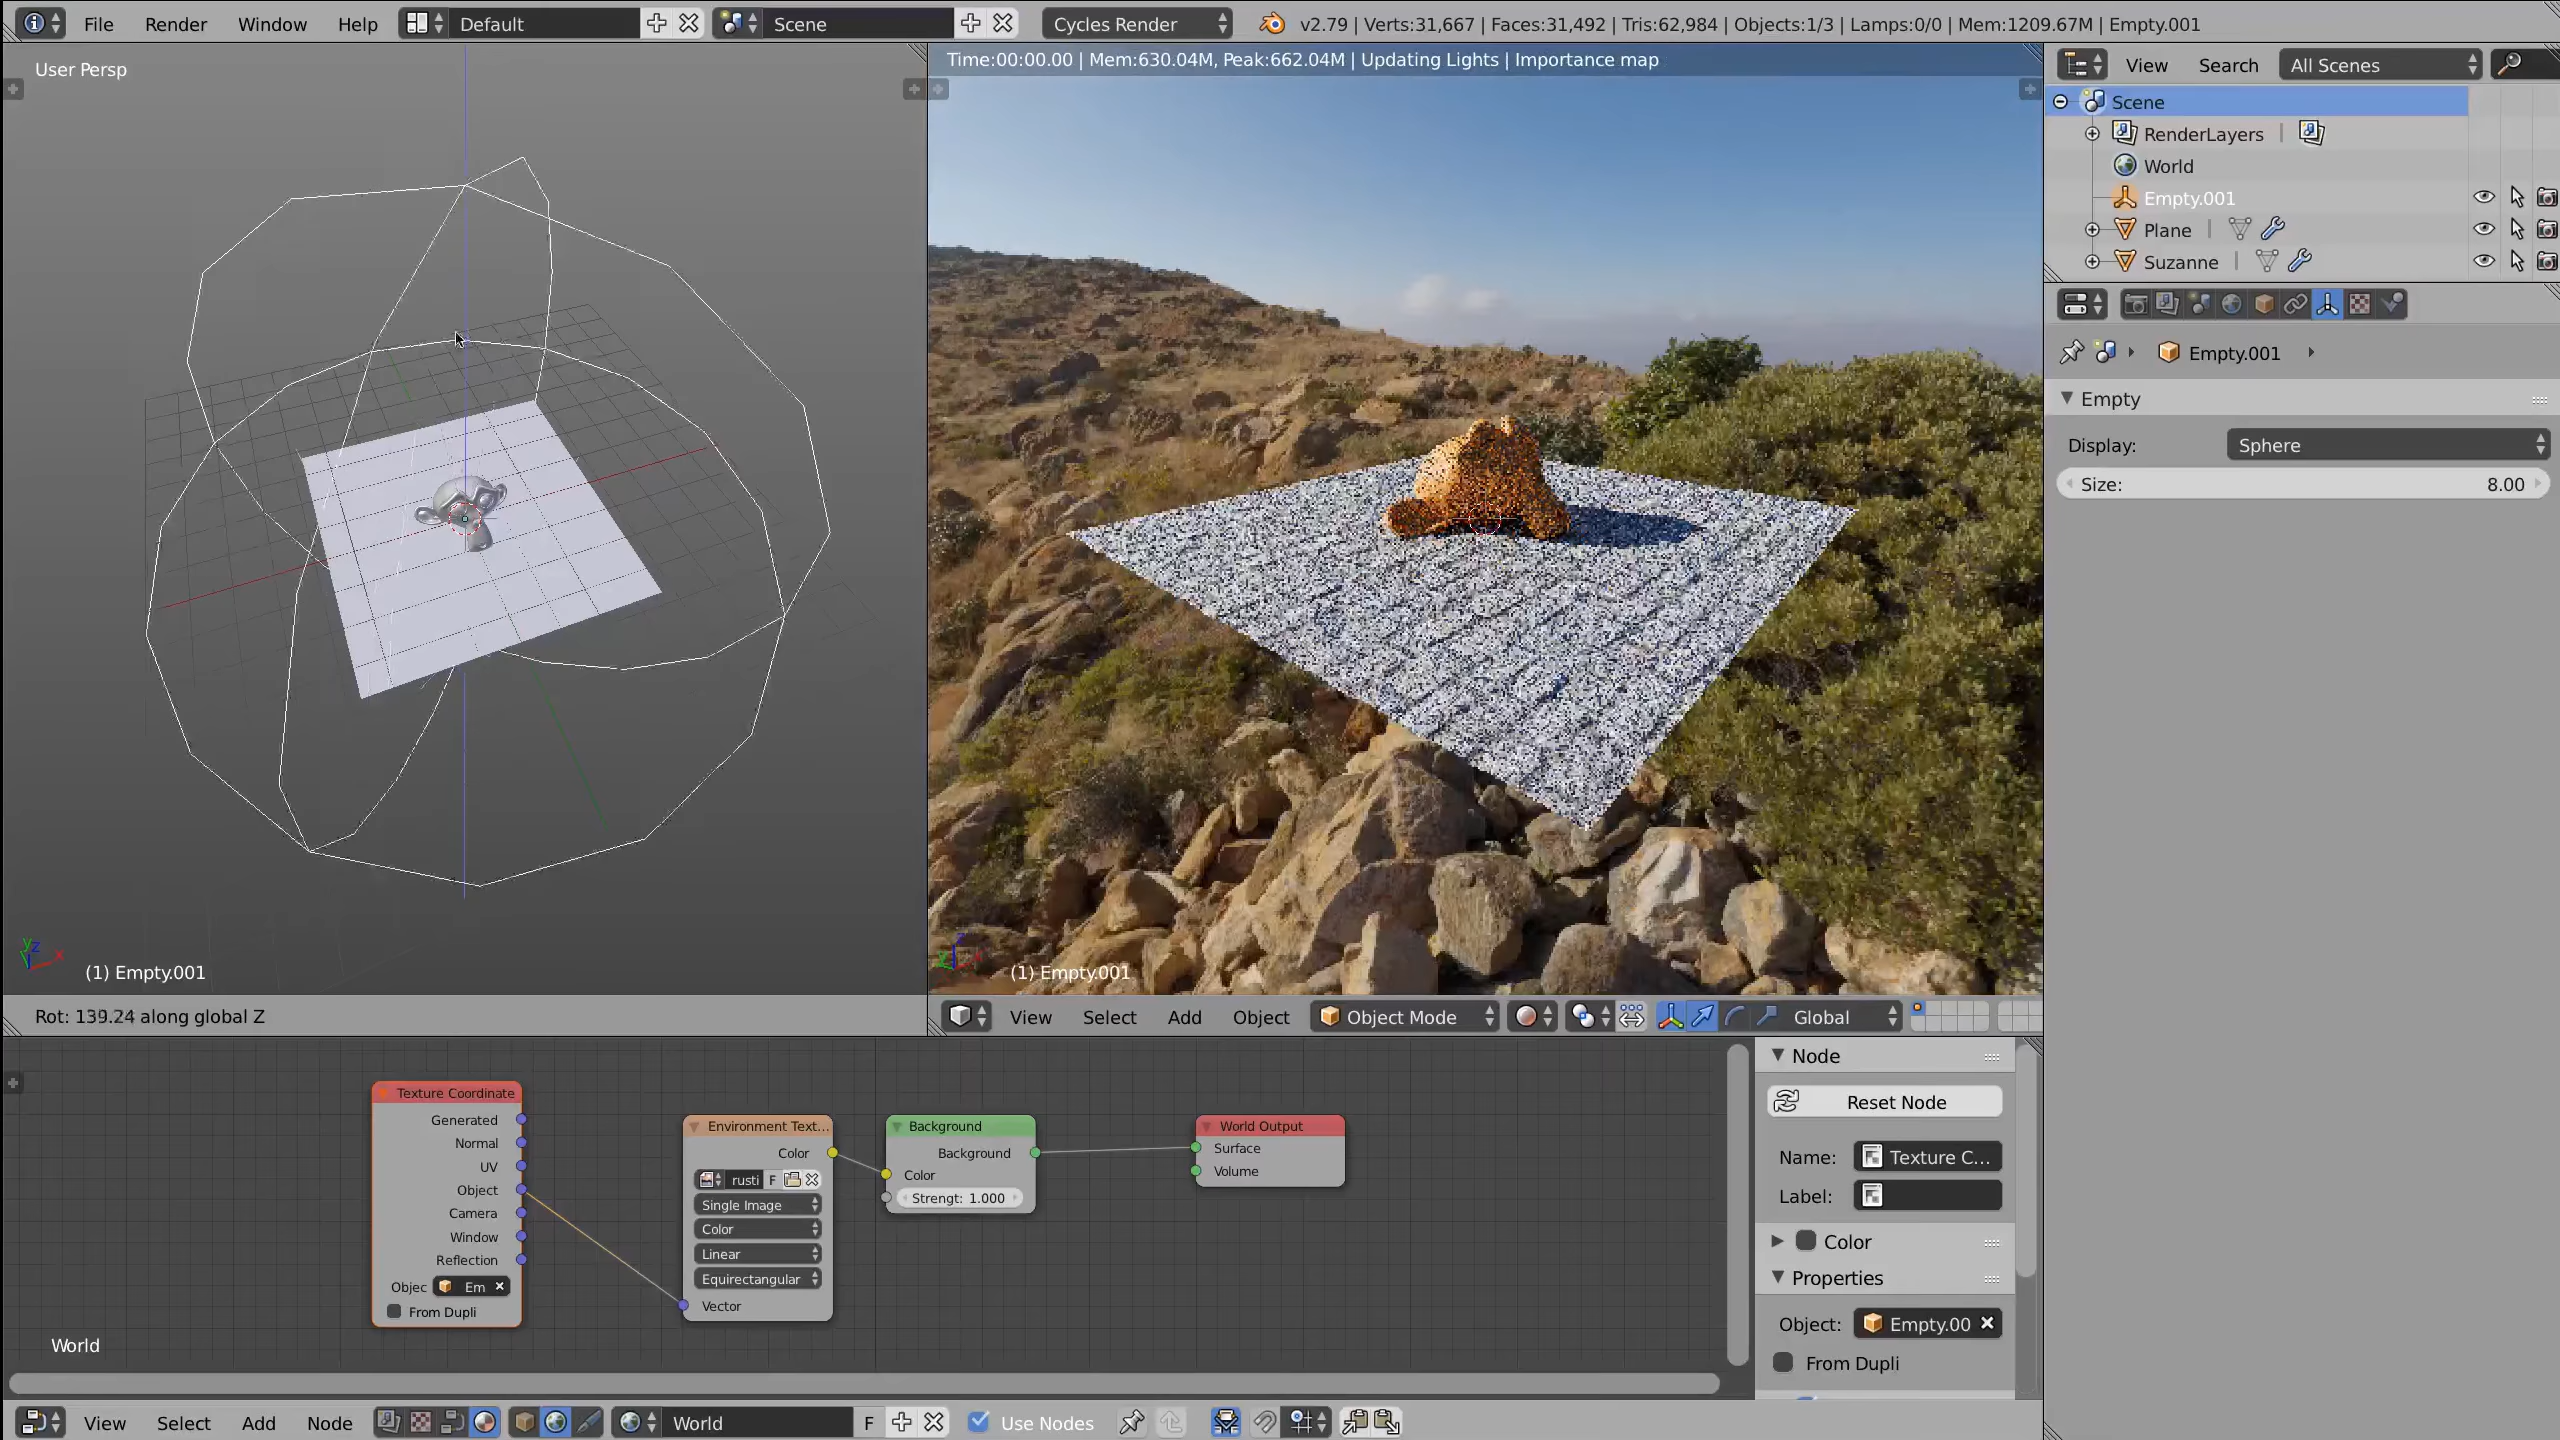 File Render Window Help Default Scene Cycles Render v2.79 | Verts:31,667 | Faces:31,492 | Tris:62,984 | Objects:1/3 | Lamps:0/0 | Mem:1209.67M | Empty.001
User Persp
Time:00:00.00 | Mem:630.04M, Peak:662.04M | Updating Lights | Importance map
View Search All Scenes
Scene
RenderLayers |
World
Empty.001
Plane |
Suzanne |
Empty.001
Empty
Display: Sphere
Size: 8.00
(1) Empty.001
(1) Empty.001
Rot: 139.24 along global Z
View Select Add Object Object Mode Global
Texture Coordinate
Generated
Normal
UV
Object
Camera
Window
Reflection
Objec Em
From Dupli
Environment Text...
Color
rusti F
Single Image
Color
Linear
Equirectangular
Vector
Background
Background
Color
Strengt: 1.000
World Output
Surface
Volume
World
Node
Reset Node
Name: Texture C...
Label:
Color
Properties
Object: Empty.00
From Dupli
View Select Add Node World F Use Nodes